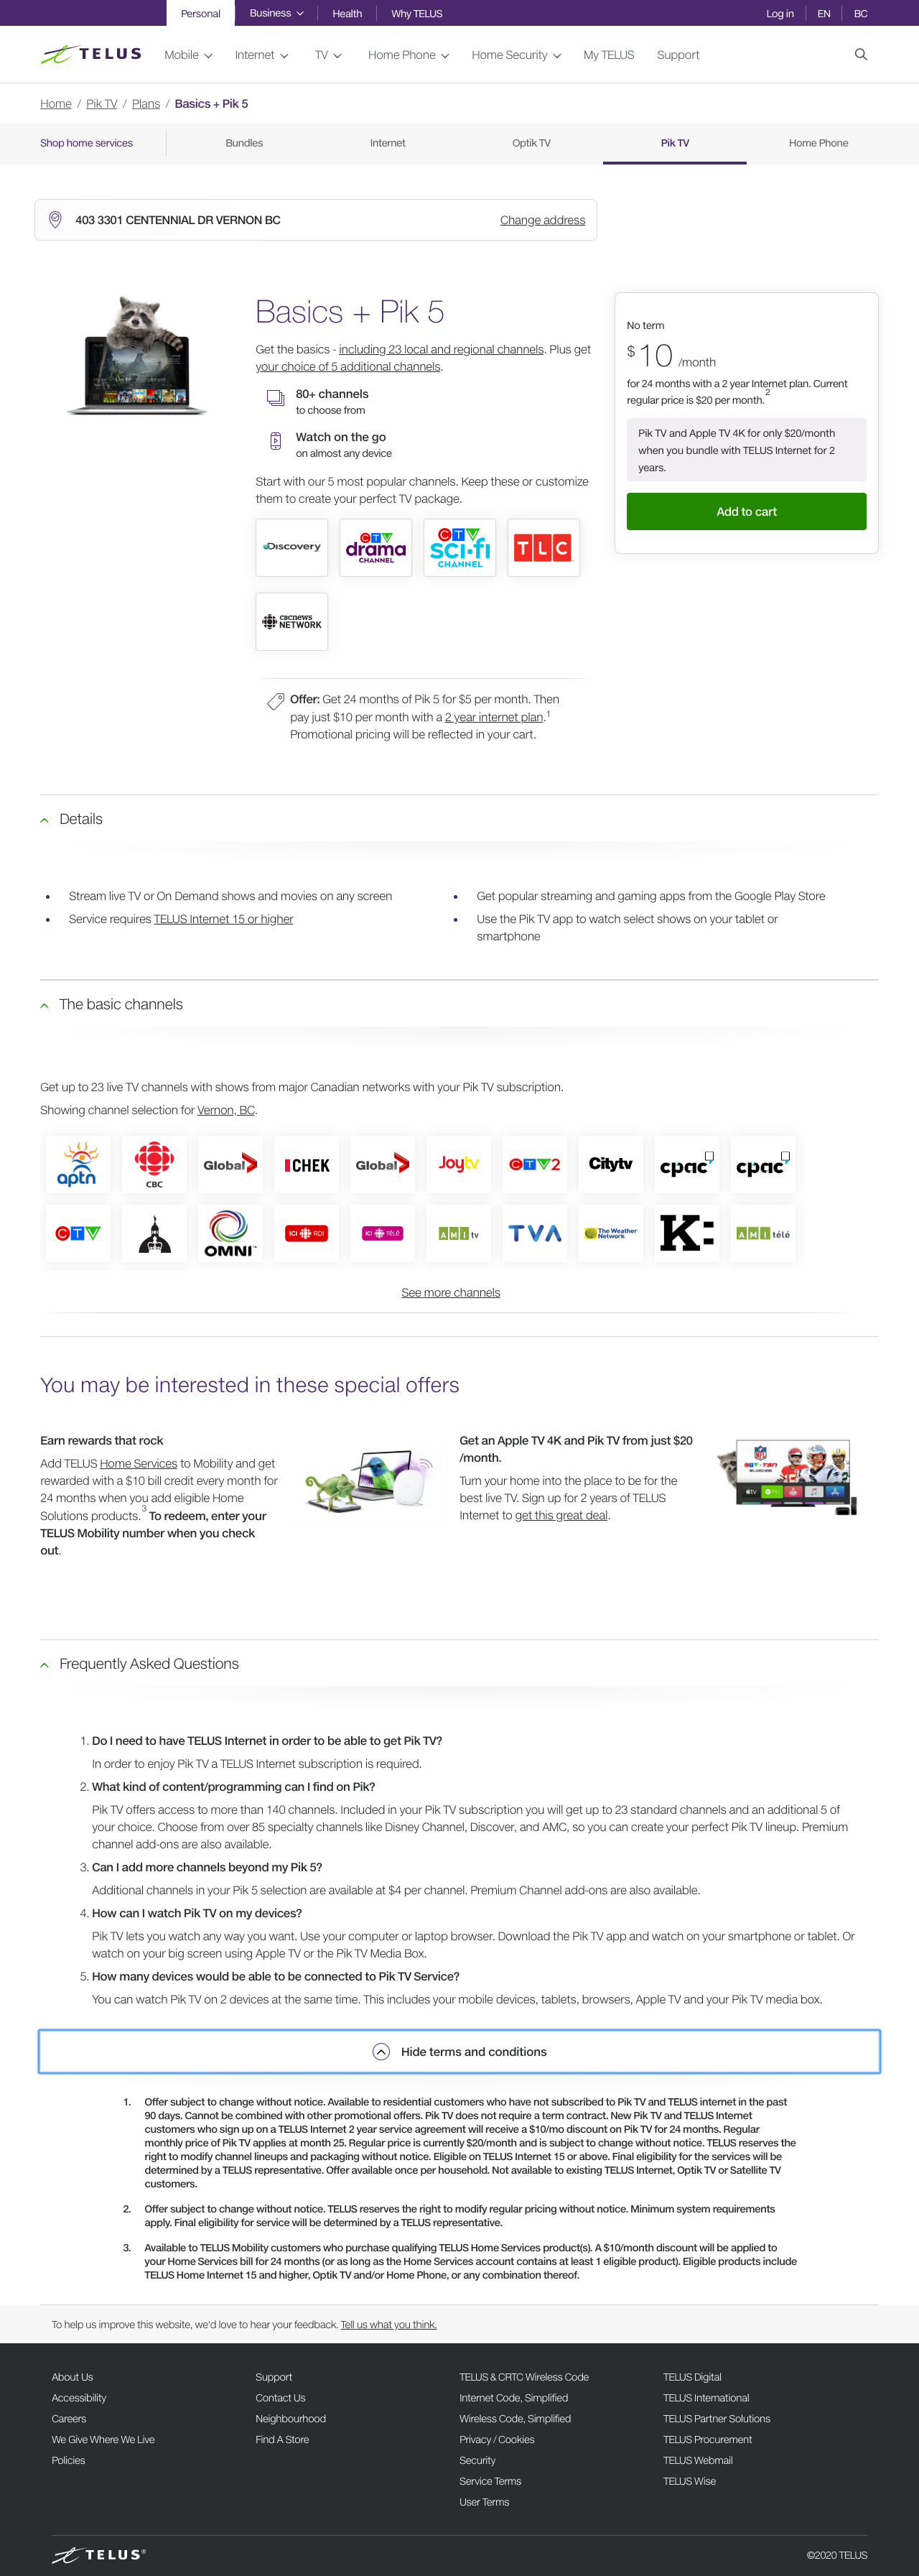 Personal Business Health Why TELUS Log in EN BC
TELUS Mobile Internet TV Home Phone Home Security My TELUS Support
Home / Pik TV / Plans / Basics + Pik 5
Shop home services Bundles Internet Optik TV Pik TV Home Phone
403 3301 CENTENNIAL DR VERNON BC Change address
Basics + Pik 5
Get the basics - including 23 local and regional channels. Plus get
your choice of 5 additional channels.
80+ channels
to choose from
Watch on the go
on almost any device
Start with our 5 most popular channels. Keep these or customize
them to create your perfect TV package.
Discovery CTV drama CHANNEL CTV sci-fi CHANNEL TLC
CBC NEWS NETWORK
Offer: Get 24 months of Pik 5 for $5 per month. Then
pay just $10 per month with a 2 year internet plan.1
Promotional pricing will be reflected in your cart.
No term
$ 10 /month
for 24 months with a 2 year Internet plan. Current
regular price is $20 per month.2
Pik TV and Apple TV 4K for only $20/month
when you bundle with TELUS Internet for 2
years.
Add to cart
Details
Stream live TV or On Demand shows and movies on any screen
Service requires TELUS Internet 15 or higher
Get popular streaming and gaming apps from the Google Play Store
Use the Pik TV app to watch select shows on your tablet or
smartphone
The basic channels
Get up to 23 live TV channels with shows from major Canadian networks with your Pik TV subscription.
Showing channel selection for Vernon, BC.
aptn CBC Global CHEK Global Joytv CTV2 Citytv cpac cpac
CTV OMNI ICI RDI ICI TÉLÉ AMI tv TVA The Weather Network K: AMI télé
See more channels
You may be interested in these special offers
Earn rewards that rock
Add TELUS Home Services to Mobility and get
rewarded with a $10 bill credit every month for
24 months when you add eligible Home
Solutions products.3 To redeem, enter your
TELUS Mobility number when you check
out.
Get an Apple TV 4K and Pik TV from just $20
/month.
Turn your home into the place to be for the
best live TV. Sign up for 2 years of TELUS
Internet to get this great deal.
Frequently Asked Questions
1. Do I need to have TELUS Internet in order to be able to get Pik TV?
In order to enjoy Pik TV a TELUS Internet subscription is required.
2. What kind of content/programming can I find on Pik?
Pik TV offers access to more than 140 channels. Included in your Pik TV subscription you will get up to 23 standard channels and an additional 5 of
your choice. Choose from over 85 specialty channels like Disney Channel, Discover, and AMC, so you can create your perfect Pik TV lineup. Premium
channel add-ons are also available.
3. Can I add more channels beyond my Pik 5?
Additional channels in your Pik 5 selection are available at $4 per channel. Premium Channel add-ons are also available.
4. How can I watch Pik TV on my devices?
Pik TV lets you watch any way you want. Use your computer or laptop browser. Download the Pik TV app and watch on your smartphone or tablet. Or
watch on your big screen using Apple TV or the Pik TV Media Box.
5. How many devices would be able to be connected to Pik TV Service?
You can watch Pik TV on 2 devices at the same time. This includes your mobile devices, tablets, browsers, Apple TV and your Pik TV media box.
Hide terms and conditions
1. Offer subject to change without notice. Available to residential customers who have not subscribed to Pik TV and TELUS internet in the past
90 days. Cannot be combined with other promotional offers. Pik TV does not require a term contract. New Pik TV and TELUS Internet
customers who sign up on a TELUS Internet 2 year service agreement will receive a $10/mo discount on Pik TV for 24 months. Regular
monthly price of Pik TV applies at month 25. Regular price is currently $20/month and is subject to change without notice. TELUS reserves the
right to modify channel lineups and packaging without notice. Eligible on TELUS Internet 15 or above. Final eligibility for the services will be
determined by a TELUS representative. Offer available once per household. Not available to existing TELUS Internet, Optik TV or Satellite TV
customers.
2. Offer subject to change without notice. TELUS reserves the right to modify regular pricing without notice. Minimum system requirements
apply. Final eligibility for service will be determined by a TELUS representative.
3. Available to TELUS Mobility customers who purchase qualifying TELUS Home Services product(s). A $10/month discount will be applied to
your Home Services bill for 24 months (or as long as the Home Services account contains at least 1 eligible product). Eligible products include
TELUS Home Internet 15 and higher, Optik TV and/or Home Phone, or any combination thereof.
To help us improve this website, we'd love to hear your feedback. Tell us what you think.
About Us Support TELUS & CRTC Wireless Code TELUS Digital
Accessibility Contact Us Internet Code, Simplified TELUS International
Careers Neighbourhood Wireless Code, Simplified TELUS Partner Solutions
We Give Where We Live Find A Store Privacy / Cookies TELUS Procurement
Policies Security TELUS Webmail
Service Terms TELUS Wise
User Terms
TELUS® ©2020 TELUS